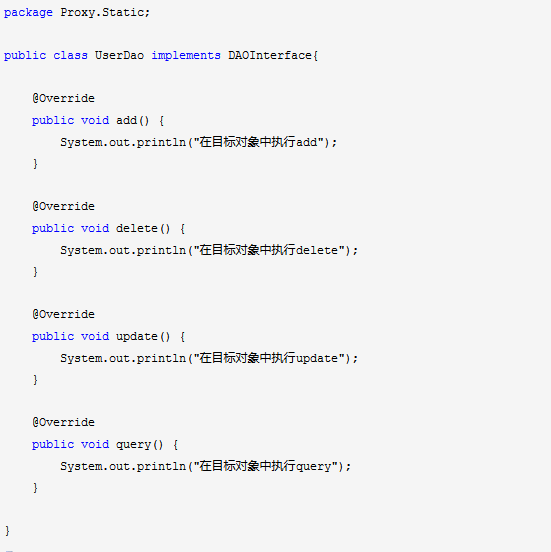 package Proxy.Static;
public class UserDao implements DAOInterface{
@Override
public void add() {
System.out.println("在目标对象中执行add");
}
@Override
public void delete() {
System.out.println("在目标对象中执行delete");
}
@Override
public void update() {
System.out.println("在目标对象中执行update");
}
@Override
public void query() {
System.out.println("在目标对象中执行query");
}
}